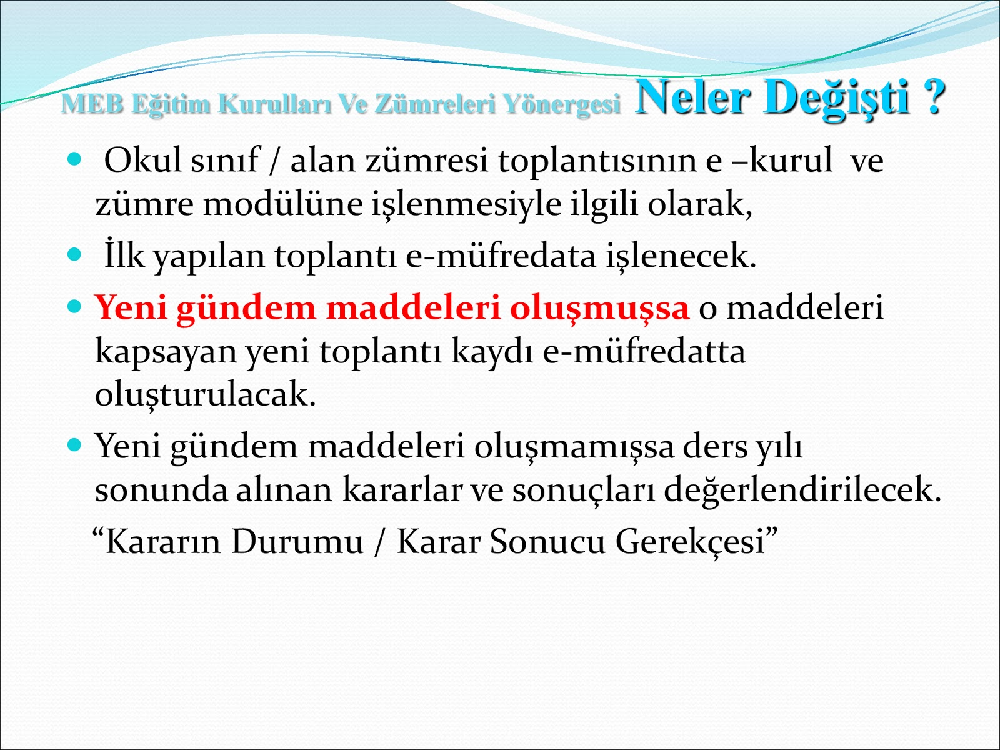 MEB Eğitim Kurulları Ve Zümreleri Yönergesi Neler Değişti ?
• Okul sınıf / alan zümresi toplantısının e –kurul ve
zümre modülüne işlenmesiyle ilgili olarak,
• İlk yapılan toplantı e-müfredata işlenecek.
• Yeni gündem maddeleri oluşmuşsa o maddeleri
kapsayan yeni toplantı kaydı e-müfredatta
oluşturulacak.
• Yeni gündem maddeleri oluşmamışsa ders yılı
sonunda alınan kararlar ve sonuçları değerlendirilecek.
“Kararın Durumu / Karar Sonucu Gerekçesi”